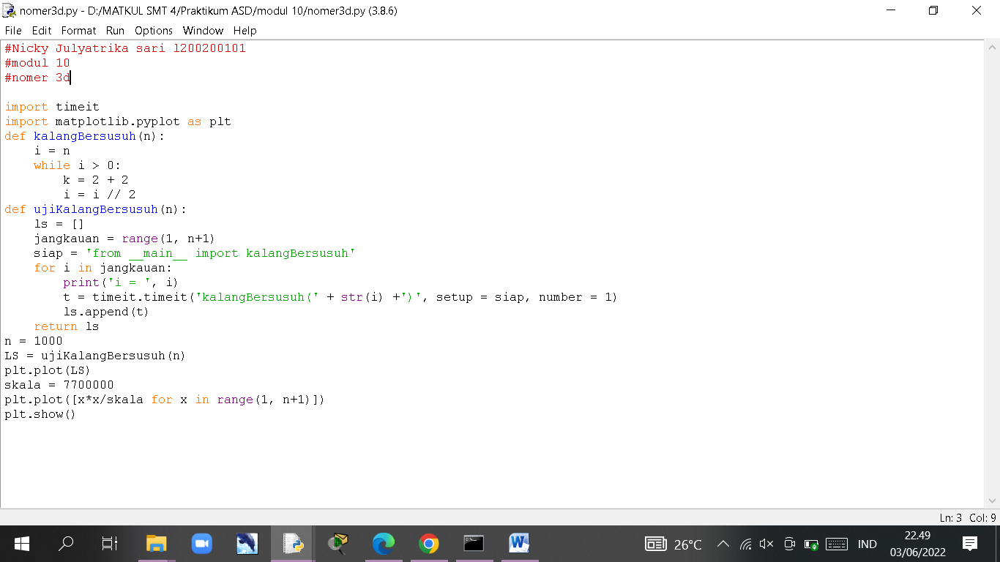 nomer3d.py - D:/MATKUL SMT 4/Praktikum ASD/modul 10/nomer3d.py (3.8.6)
File Edit Format Run Options Window Help
#Nicky Julyatrika sari l200200101
#modul 10
#nomer 3d
import timeit
import matplotlib.pyplot as plt
def kalangBersusuh(n):
    i = n
    while i > 0:
        k = 2 + 2
        i = i // 2
def ujiKalangBersusuh(n):
    ls = []
    jangkauan = range(1, n+1)
    siap = 'from __main__ import kalangBersusuh'
    for i in jangkauan:
        print('i = ', i)
        t = timeit.timeit('kalangBersusuh(' + str(i) +')', setup = siap, number = 1)
        ls.append(t)
    return ls
n = 1000
LS = ujiKalangBersusuh(n)
plt.plot(LS)
skala = 7700000
plt.plot([x*x/skala for x in range(1, n+1)])
plt.show()
Ln: 3 Col: 9
26°C
IND
22.49
03/06/2022